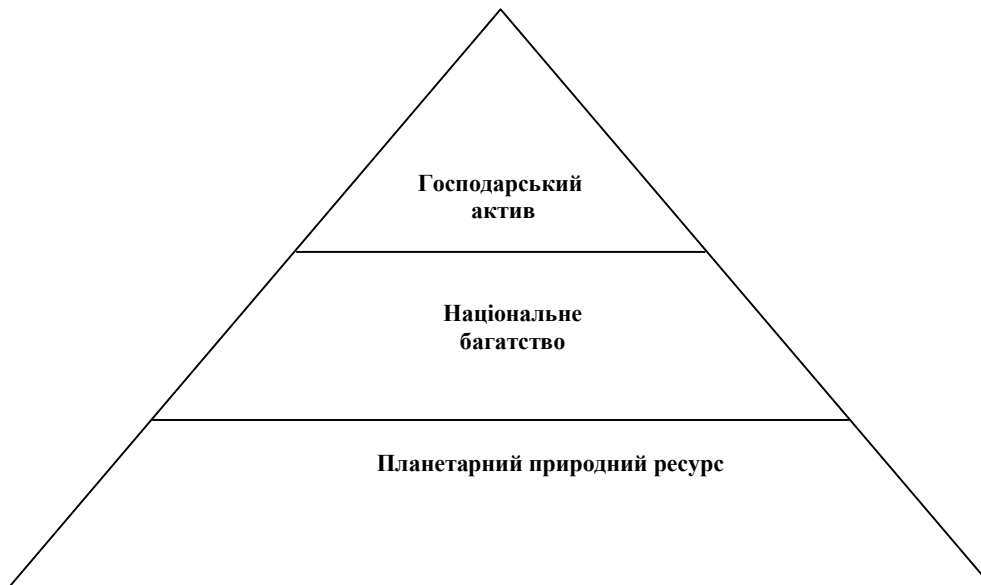 Господарський
актив
Національне
багатство
Планетарний природний ресурс